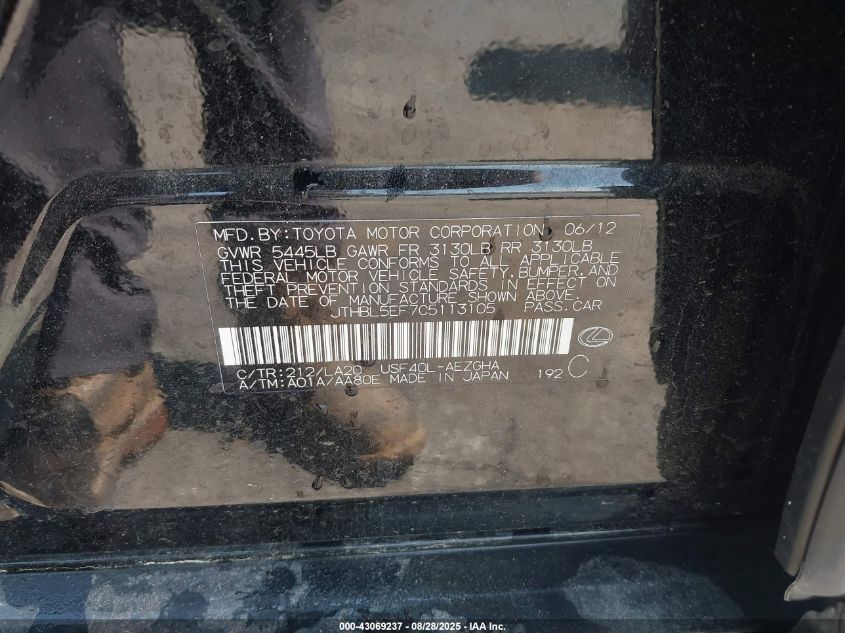 MFD.BY:TOYOTA MOTOR CORPORATION 06/12
GVWR 5445LB GAWR FR 3130LB RR 3130LB
THIS VEHICLE CONFORMS TO ALL APPLICABLE
FEDERAL MOTOR VEHICLE SAFETY,BUMPER,AND
THEFT PREVENTION STANDARDS IN EFFECT ON
THE DATE OF MANUFACTURE SHOWN ABOVE.
JTHBL5EF7C5113105 PASS.CAR
C/TR:212/LA20 USF40L-AEZGHA
A/TM:A01A/AA80E MADE IN JAPAN 192 C
000-43069237 - 08/28/2025 - IAA Inc.